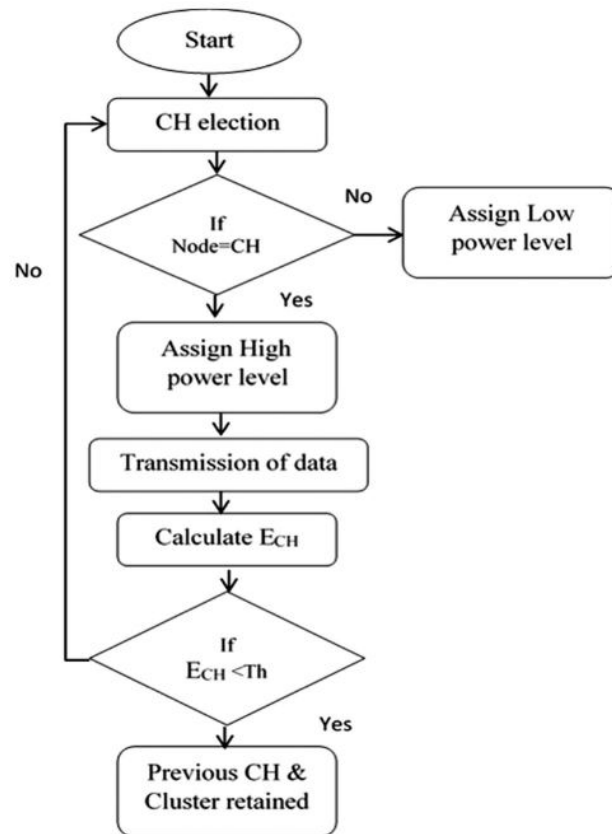 Start
CH election
If
Node=CH
No
Assign Low
power level
No
Yes
Assign High
power level
Transmission of data
Calculate ECH
If
ECH <Th
Yes
Previous CH &
Cluster retained